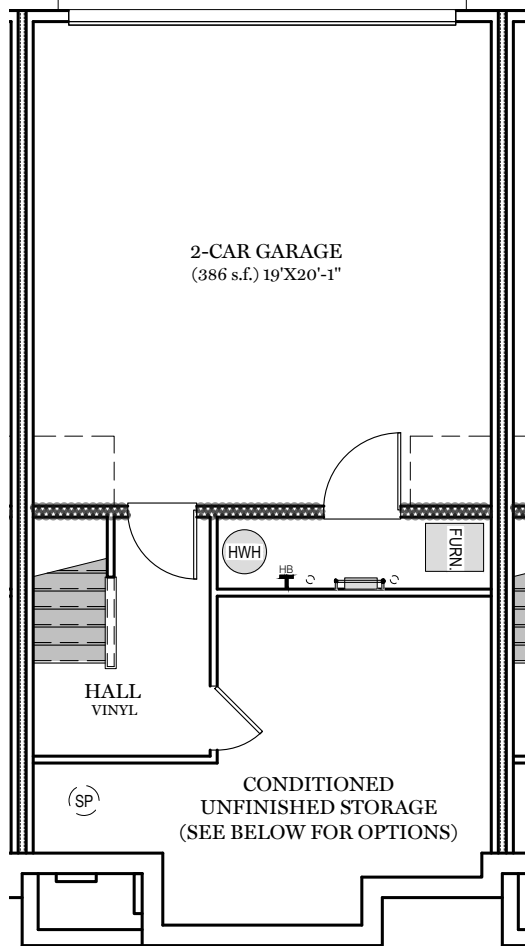 2-CAR GARAGE
(386 s.f.) 19'X20'-1"
HWH
HB
FURN.
HALL
VINYL
SP
CONDITIONED
UNFINISHED STORAGE
(SEE BELOW FOR OPTIONS)